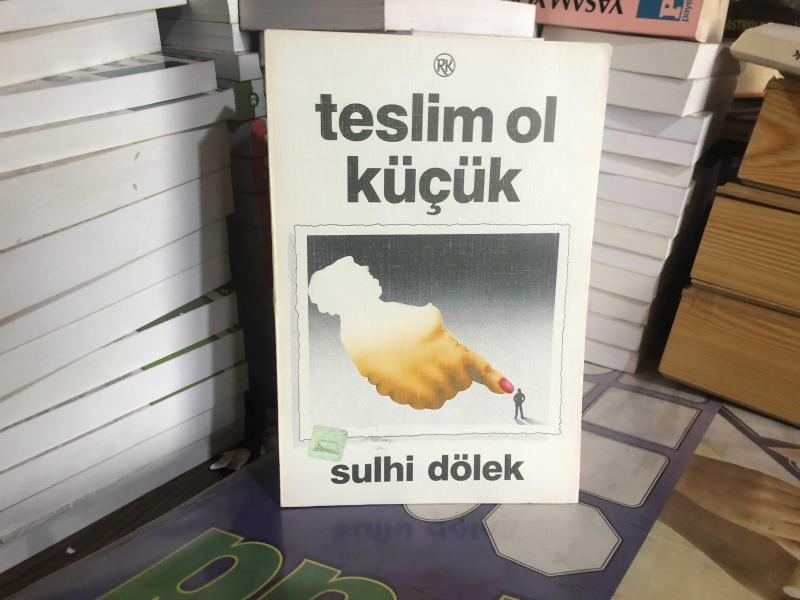 RK
teslim ol
küçük
sulhi dölek